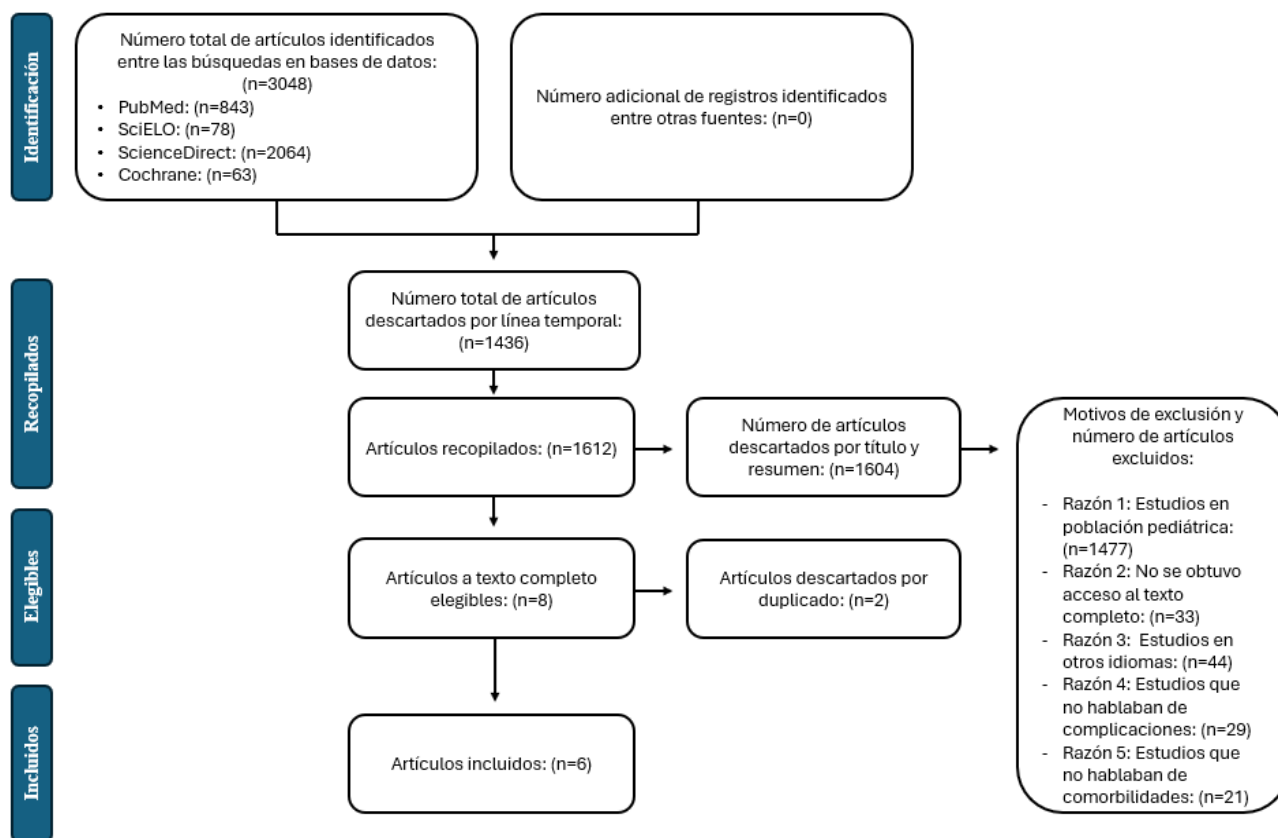 Identificación
Número total de artículos identificados
entre las búsquedas en bases de datos:
(n=3048)
• PubMed: (n=843)
• SciELO: (n=78)
• ScienceDirect: (n=2064)
• Cochrane: (n=63)
Número adicional de registros identificados
entre otras fuentes: (n=0)
Recopilados
Número total de artículos
descartados por línea temporal:
(n=1436)
Artículos recopilados: (n=1612)
Número de artículos
descartados por título y
resumen: (n=1604)
Motivos de exclusión y
número de artículos
excluidos:
- Razón 1: Estudios en
población pediátrica:
(n=1477)
- Razón 2: No se obtuvo
acceso al texto
completo: (n=33)
- Razón 3: Estudios en
otros idiomas: (n=44)
- Razón 4: Estudios que
no hablaban de
complicaciones: (n=29)
- Razón 5: Estudios que
no hablaban de
comorbilidades: (n=21)
Elegibles
Artículos a texto completo
elegibles: (n=8)
Artículos descartados por
duplicado: (n=2)
Incluidos
Artículos incluidos: (n=6)